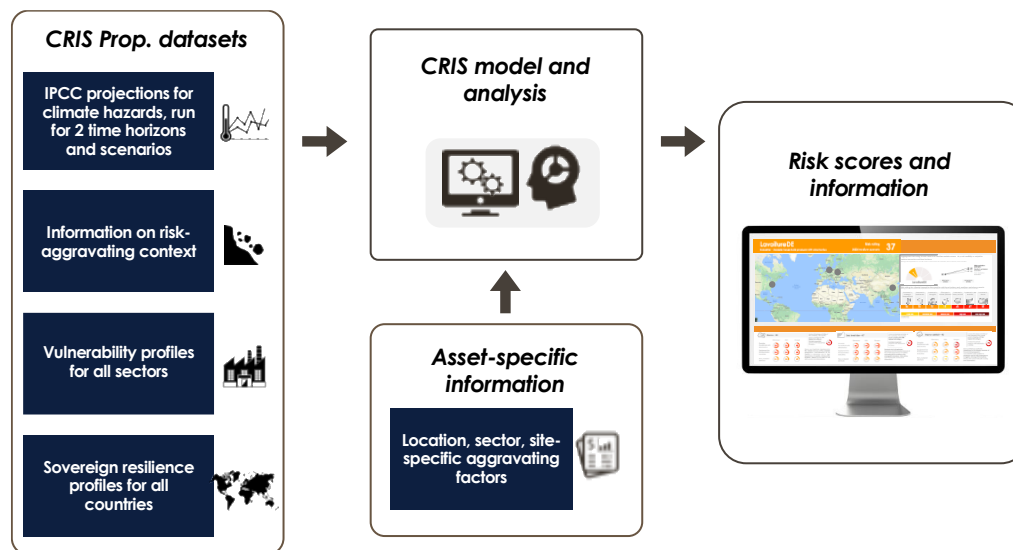 CRIS Prop. datasets
IPCC projections for
climate hazards, run
for 2 time horizons
and scenarios
Information on risk-
aggravating context
Vulnerability profiles
for all sectors
Sovereign resilience
profiles for all
countries
CRIS model and
analysis
Asset-specific
information
Location, sector, site-
specific aggravating
factors
Risk scores and
information
37